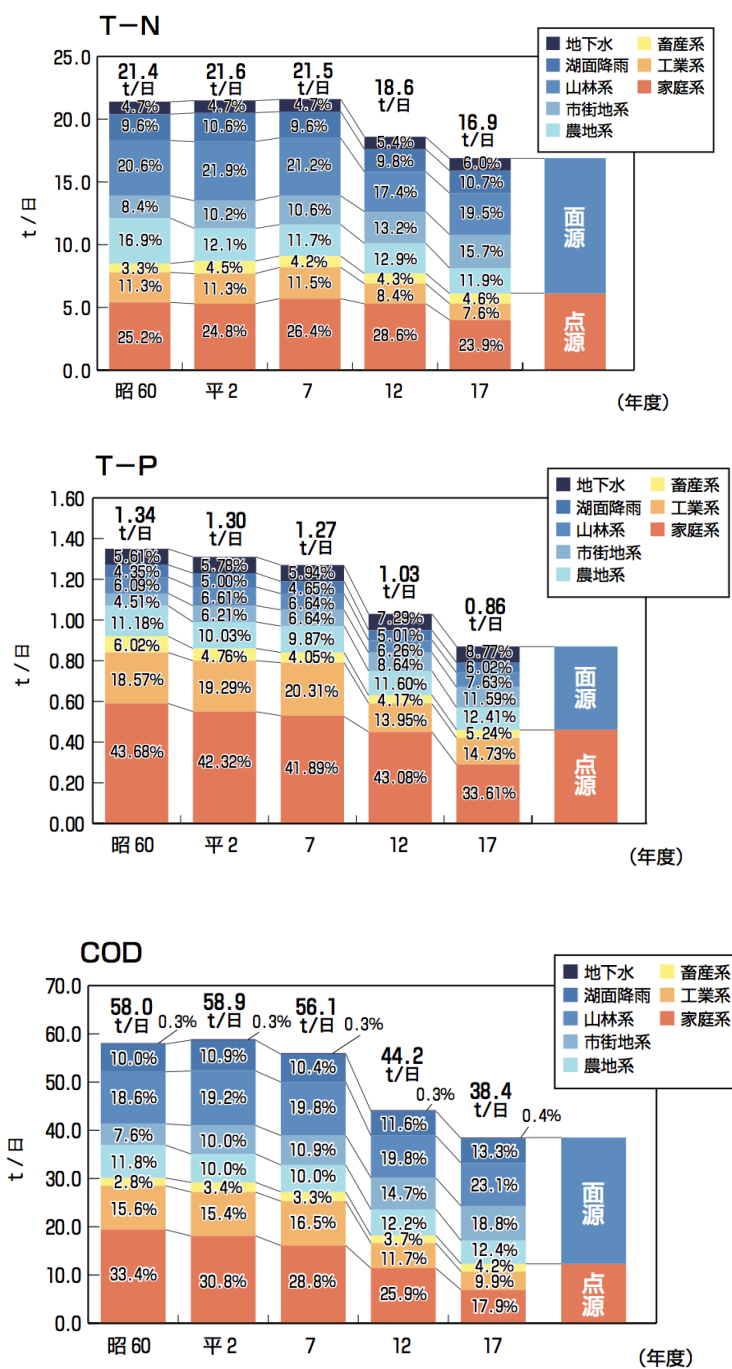 T-N
地下水 畜産系
湖面降雨 工業系
山林系 家庭系
市街地系
農地系
21.4 21.6 21.5 18.6 16.9
t/日 t/日 t/日 t/日 t/日
25.0
20.0
15.0
10.0
5.0
0.0
t/日
4.7% 4.7% 4.7% 5.4% 6.0%
9.6% 10.6% 9.6% 9.8% 10.7%
20.6% 21.9% 21.2% 17.4% 19.5%
8.4% 10.2% 10.6% 13.2% 15.7%
16.9% 12.1% 11.7% 12.9% 11.9%
3.3% 4.5% 4.2% 4.3% 4.6%
11.3% 11.3% 11.5% 8.4% 7.6%
25.2% 24.8% 26.4% 28.6% 23.9%
面源
点源
昭60 平2 7 12 17
(年度)
T-P
地下水 畜産系
湖面降雨 工業系
山林系 家庭系
市街地系
農地系
1.34 1.30 1.27 1.03 0.86
t/日 t/日 t/日 t/日 t/日
1.60
1.40
1.20
1.00
0.80
0.60
0.40
0.20
0.00
t/日
5.61% 5.78% 5.94% 7.29% 8.77%
4.35% 5.00% 4.65% 5.01% 6.02%
6.09% 6.61% 6.64% 6.26% 7.63%
4.51% 6.21% 6.64% 8.64% 11.59%
11.18% 10.03% 9.87% 11.60% 12.41%
6.02% 4.76% 4.05% 4.17% 5.24%
18.57% 19.29% 20.31% 13.95% 14.73%
43.68% 42.32% 41.89% 43.08% 33.61%
面源
点源
昭60 平2 7 12 17
(年度)
COD
地下水 畜産系
湖面降雨 工業系
山林系 家庭系
市街地系
農地系
58.0 58.9 56.1 44.2 38.4
t/日 t/日 t/日 t/日 t/日
70.0
60.0
50.0
40.0
30.0
20.0
10.0
0.0
t/日
0.3% 0.3% 0.3% 0.3% 0.4%
10.0% 10.9% 10.4% 11.6% 13.3%
18.6% 19.2% 19.8% 19.8% 23.1%
7.6% 10.0% 10.9% 14.7% 18.8%
11.8% 10.0% 10.0% 12.2% 12.4%
2.8% 3.4% 3.3% 3.7% 4.2%
15.6% 15.4% 16.5% 11.7% 9.9%
33.4% 30.8% 28.8% 25.9% 17.9%
面源
点源
昭60 平2 7 12 17
(年度)